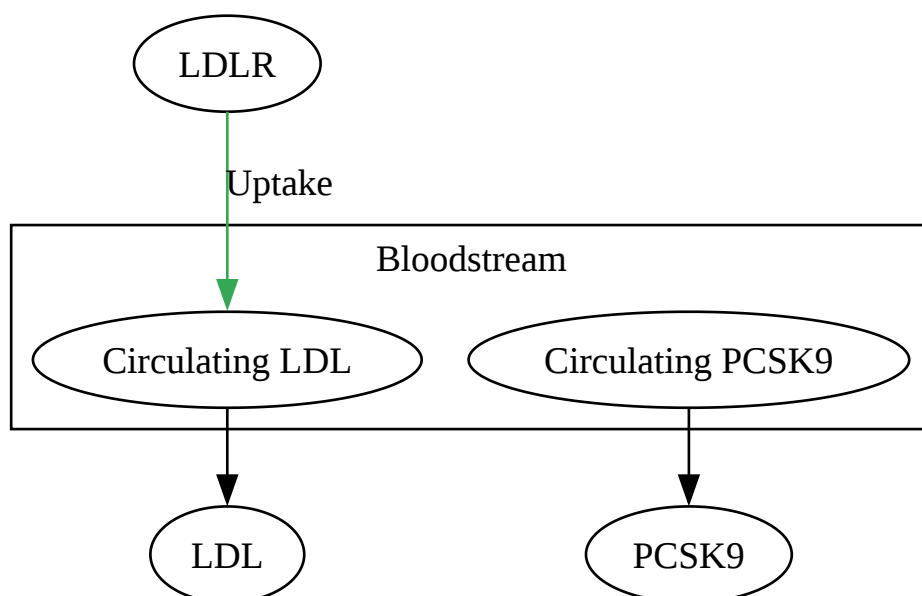 LDLR
Uptake
Bloodstream
Circulating LDL
Circulating PCSK9
LDL
PCSK9